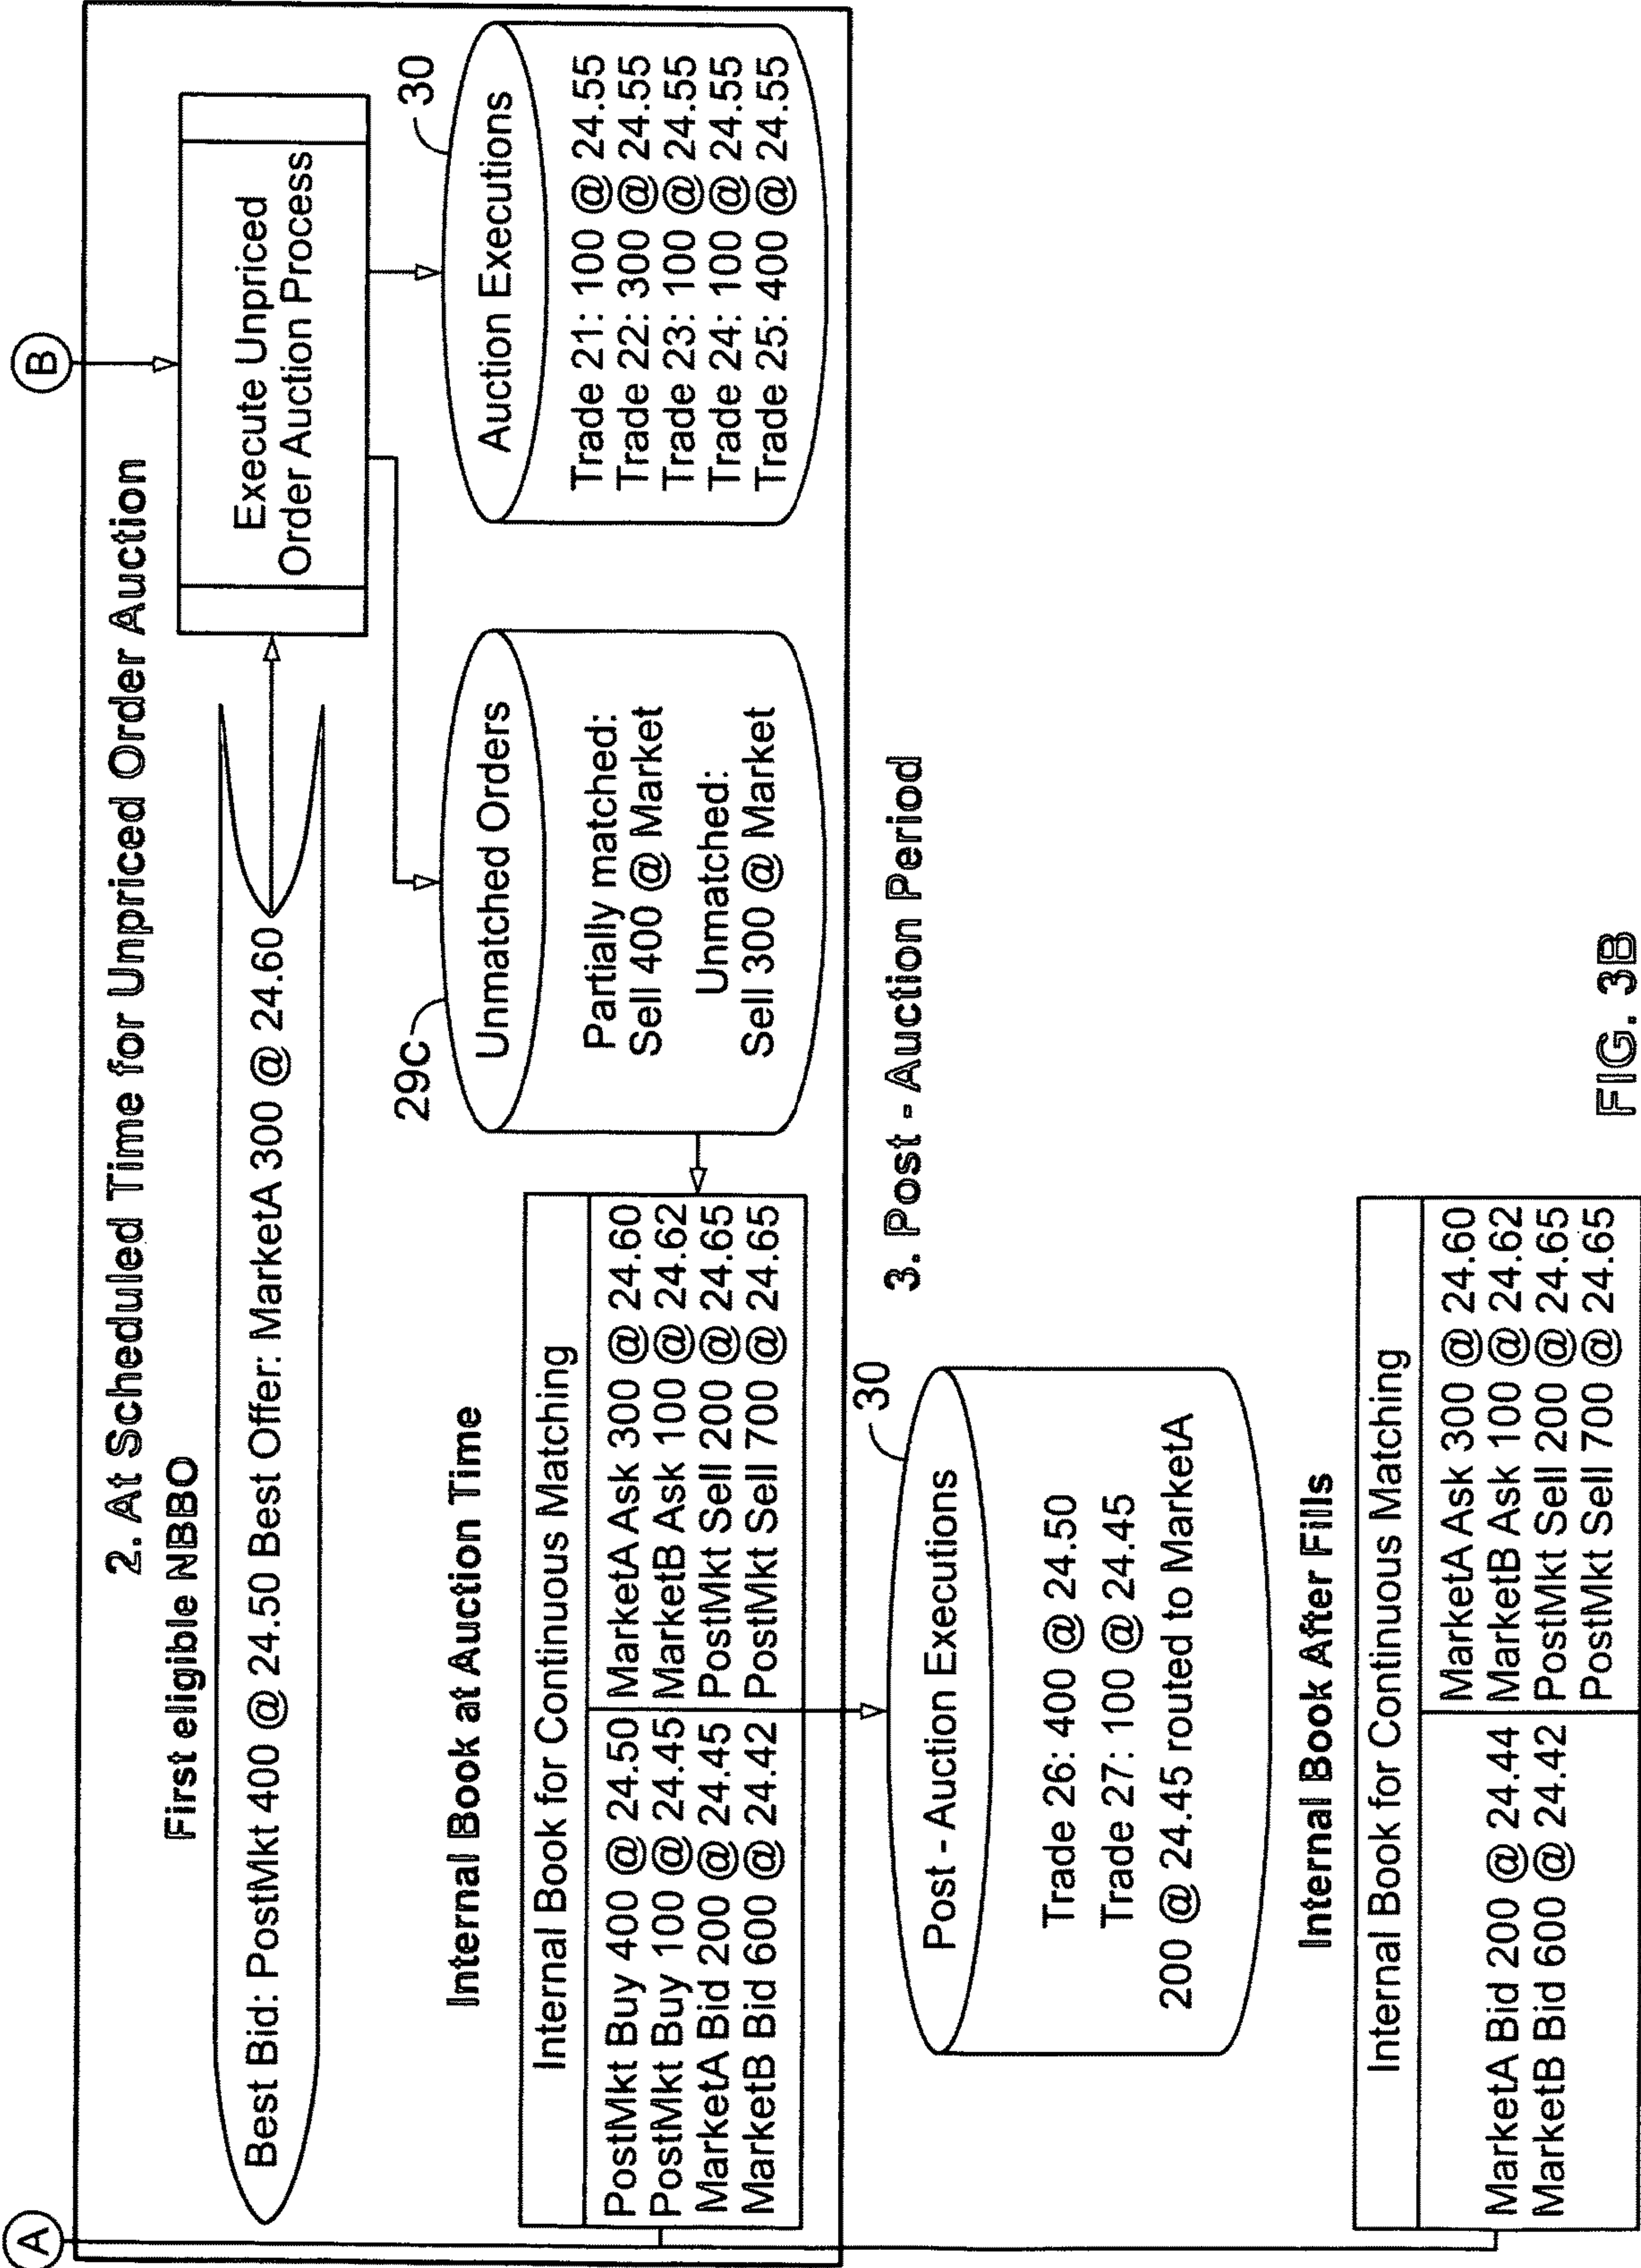 A
B
2. At Scheduled Time for Unpriced Order Auction
First eligible NBBO
Best Bid: PostMkt 400 @ 24.50 Best Offer: MarketA 300 @ 24.60
Execute Unpriced
Order Auction Process
Internal Book at Auction Time
Internal Book for Continuous Matching
PostMkt Buy 400 @ 24.50
PostMkt Buy 100 @ 24.45
MarketA Bid 200 @ 24.45
MarketB Bid 600 @ 24.42
MarketA Ask 300 @ 24.60
MarketB Ask 100 @ 24.62
PostMkt Sell 200 @ 24.65
PostMkt Sell 700 @ 24.65
29c
Unmatched Orders
Partially matched:
Sell 400 @ Market
Unmatched:
Sell 300 @ Market
30
Auction Executions
Trade 21: 100 @ 24.55
Trade 22: 300 @ 24.55
Trade 23: 100 @ 24.55
Trade 24: 100 @ 24.55
Trade 25: 400 @ 24.55
3. Post - Auction Period
30
Post - Auction Executions
Trade 26: 400 @ 24.50
Trade 27: 100 @ 24.45
200 @ 24.45 routed to MarketA
Internal Book After Fills
Internal Book for Continuous Matching
MarketA Bid 200 @ 24.44
MarketB Bid 600 @ 24.42
MarketA Ask 300 @ 24.60
MarketB Ask 100 @ 24.62
PostMkt Sell 200 @ 24.65
PostMkt Sell 700 @ 24.65
FIG. 3B